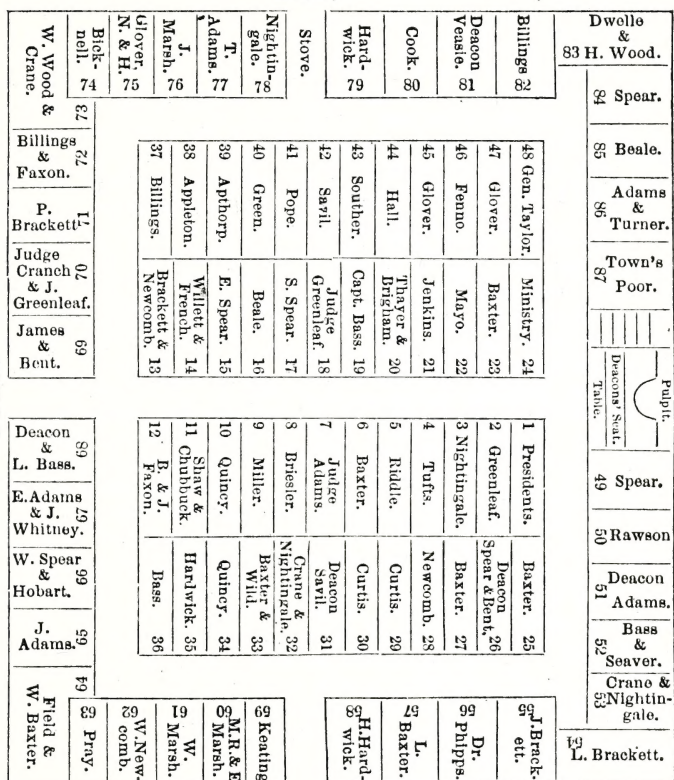 W. Wood &
Crane.
73
Bick-
nell.
74
Glover,
N. & H.
75
J.
Marsh.
76
T.
Adams.
77
Nightin-
gale.
78
Stove.
Hard-
wick.
79
Cook.
80
Deacon
Veasie.
81
Billings
82
Dwelle
&
83 H. Wood.
84 Spear.
85 Beale.
Adams
86 &
Turner.
87 Town's
Poor.
Billings
& 72
Faxon.
P.
Brackett 71
Judge
Cranch 70
& J.
Greenleaf.
James
& 69
Bent.
37 Billings.
38 Appleton.
39 Apthorp.
40 Green.
41 Pope.
42 Savil.
43 Souther.
44 Hall.
45 Glover.
46 Fenno.
47 Glover.
48 Gen. Taylor.
Brackett &
Newcomb. 13
Willett &
French. 14
E. Spear. 15
Beale. 16
S. Spear. 17
Judge
Greenleaf. 18
Capt. Bass. 19
Thayer &
Brigham. 20
Jenkins. 21
Mayo. 22
Baxter. 23
Ministry. 24
Pulpit.
Deacons' Seat.
Table.
Deacon
& 68
L. Bass.
E. Adams
& J. 67
Whitney.
W. Spear
& 66
Hobart.
J.
Adams. 65
64
Field &
W. Baxter.
12 B. & J.
Faxon.
11 Shaw &
Chubbuck.
10 Quincy.
9 Miller.
8 Briesler.
7 Judge
Adams.
6 Baxter.
5 Riddle.
4 Tufts.
3 Nightingale.
2 Greenleaf.
1 Presidents.
Bass. 36
Hardwick. 35
Quincy. 34
Baxter &
Wild. 33
Crane &
Nightingale. 32
Deacon
Savil. 31
Curtis. 30
Curtis. 29
Newcomb. 28
Baxter. 27
Deacon
Spear & Bent. 26
Baxter. 25
49 Spear.
50 Rawson
51 Deacon
Adams.
Bass
52 &
Seaver.
Crane &
53 Nightin-
gale.
54 L. Brackett.
63 Pray.
62
W. New-
comb.
61
W.
Marsh.
60
M.R. & E
Marsh.
59 Keating
58
H. Hard-
wick.
57
L.
Baxter.
56
Dr.
Phipps.
55
J. Brack-
ett.